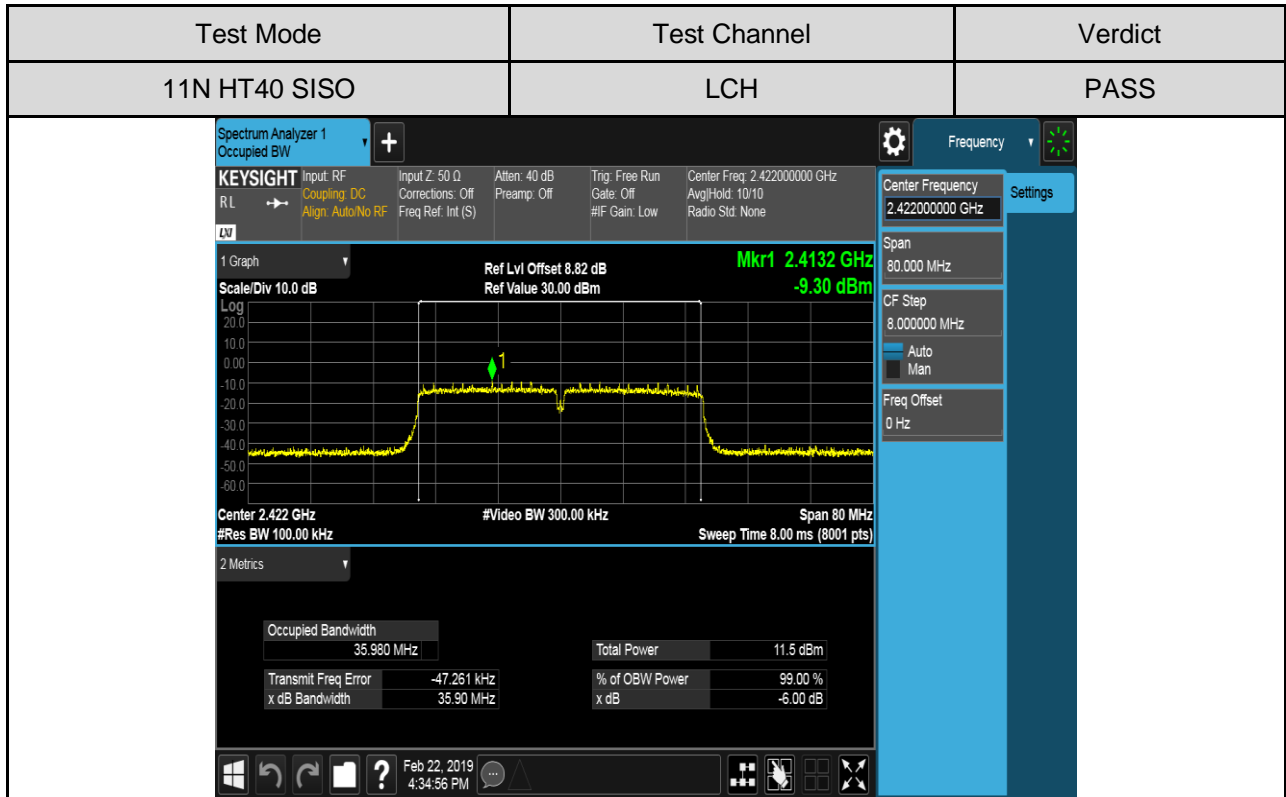 Test Mode Test Channel Verdict
11N HT40 SISO LCH PASS
Spectrum Analyzer 1
Occupied BW
+
Frequency
KEYSIGHT
RL
LXI
Input: RF
Coupling: DC
Align: Auto/No RF
Input Z: 50 Ω
Corrections: Off
Freq Ref: Int (S)
Atten: 40 dB
Preamp: Off
Trig: Free Run
Gate: Off
#IF Gain: Low
Center Freq: 2.422000000 GHz
Avg|Hold: 10/10
Radio Std: None
Center Frequency
2.422000000 GHz
Settings
Span
80.000 MHz
CF Step
8.000000 MHz
Auto
Man
Freq Offset
0 Hz
1 Graph
Scale/Div 10.0 dB
Ref Lvl Offset 8.82 dB
Ref Value 30.00 dBm
Mkr1 2.4132 GHz
-9.30 dBm
Log
20.0
10.0
0.00
-10.0
-20.0
-30.0
-40.0
-50.0
-60.0
1
Center 2.422 GHz
#Res BW 100.00 kHz
#Video BW 300.00 kHz
Span 80 MHz
Sweep Time 8.00 ms (8001 pts)
2 Metrics
Occupied Bandwidth
35.980 MHz
Total Power 11.5 dBm
Transmit Freq Error -47.261 kHz
% of OBW Power 99.00 %
x dB Bandwidth 35.90 MHz
x dB -6.00 dB
?
Feb 22, 2019
4:34:56 PM